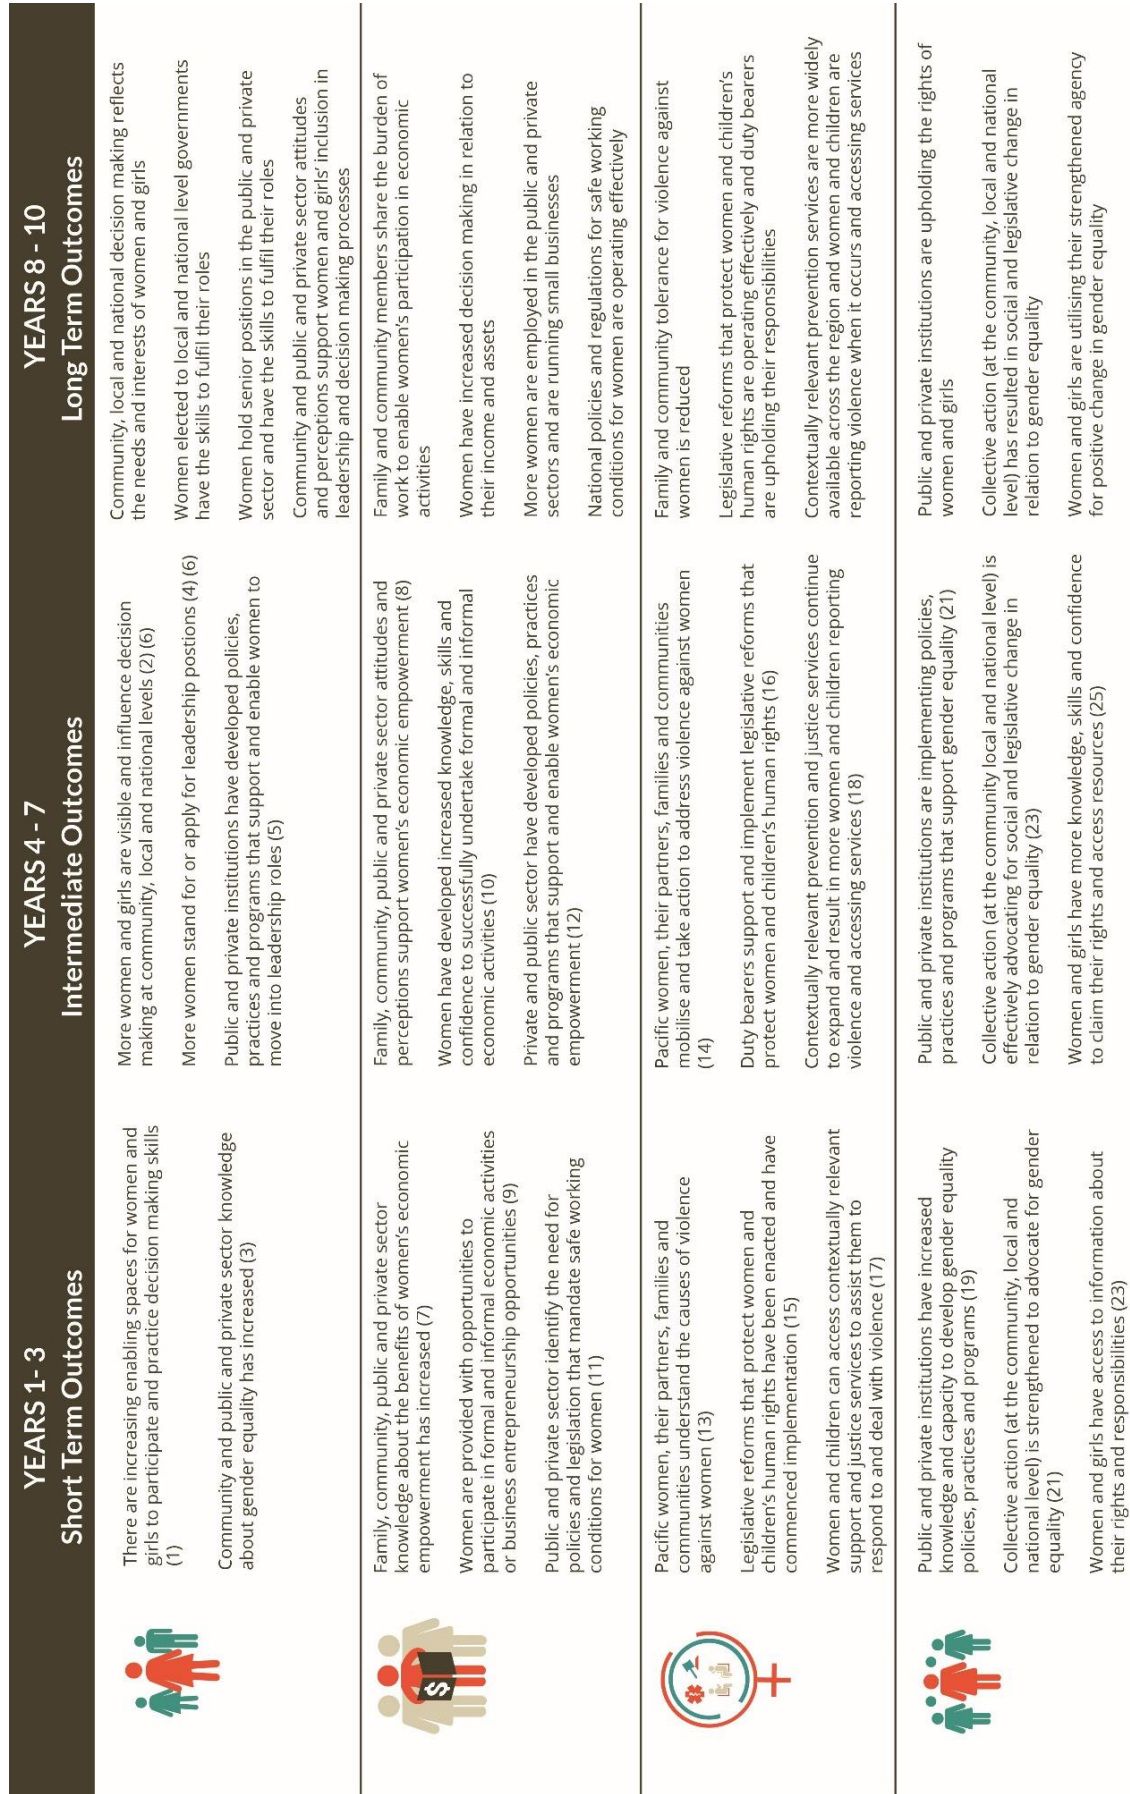 YEARS 1- 3
Short Term Outcomes
YEARS 4 - 7
Intermediate Outcomes
YEARS 8 - 10
Long Term Outcomes
There are increasing enabling spaces for women and
girls to participate and practice decision making skills
(1)
Community and public and private sector knowledge
about gender equality has increased (3)
More women and girls are visible and influence decision
making at community, local and national levels (2) (6)
More women stand for or apply for leadership postions (4) (6)
Public and private institutions have developed policies,
practices and programs that support and enable women to
move into leadership roles (5)
Community, local and national decision making reflects
the needs and interests of women and girls
Women elected to local and national level governments
have the skills to fulfil their roles
Women hold senior positions in the public and private
sector and have the skills to fulfil their roles
Community and public and private sector attitudes
and perceptions support women and girls' inclusion in
leadership and decision making processes
$
Family, community, public and private sector
knowledge about the benefits of women's economic
empowerment has increased (7)
Women are provided with opportunities to
participate in formal and informal economic activities
or business entrepreneurship opportunities (9)
Public and private sector identify the need for
policies and legislation that mandate safe working
conditions for women (11)
Family, community, public and private sector attitudes and
perceptions support women's economic empowerment (8)
Women have developed increased knowledge, skills and
confidence to successfully undertake formal and informal
economic activities (10)
Private and public sector have developed policies, practices
and programs that support and enable women's economic
empowerment (12)
Family and community members share the burden of
work to enable women's participation in economic
activities
Women have increased decision making in relation to
their income and assets
More women are employed in the public and private
sectors and are running small businesses
National policies and regulations for safe working
conditions for women are operating effectively
Pacific women, their partners, families and
communities understand the causes of violence
against women (13)
Legislative reforms that protect women and
children's human rights have been enacted and have
commenced implementation (15)
Women and children can access contextually relevant
support and justice services to assist them to
respond to and deal with violence (17)
Pacific women, their partners, families and communities
mobilise and take action to address violence against women
(14)
Duty bearers support and implement legislative reforms that
protect women and children's human rights (16)
Contextually relevant prevention and justice services continue
to expand and result in more women and children reporting
violence and accessing services (18)
Family and community tolerance for violence against
women is reduced
Legislative reforms that protect women and children's
human rights are operating effectively and duty bearers
are upholding their responsibilities
Contextually relevant prevention services are more widely
available across the region and women and children are
reporting violence when it occurs and accessing services
Public and private institutions have increased
knowledge and capacity to develop gender equality
policies, practices and programs (19)
Collective action (at the community, local and
national level) is strengthened to advocate for gender
equality (21)
Women and girls have access to information about
their rights and responsibilities (23)
Public and private institutions are implementing policies,
practices and programs that support gender equality (21)
Collective action (at the community local and national level) is
effectively advocating for social and legislative change in
relation to gender equality (23)
Women and girls have more knowledge, skills and confidence
to claim their rights and access resources (25)
Public and private institutions are upholding the rights of
women and girls
Collective action (at the community, local and national
level) has resulted in social and legislative change in
relation to gender equality
Women and girls are utilising their strengthened agency
for positive change in gender equality